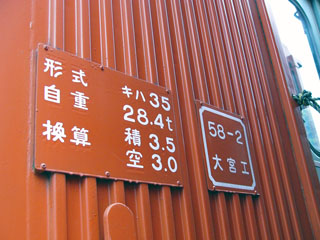 形式 キハ35
自重 28.4t
換算 積 3.5
空 3.0
58-2
大宮工